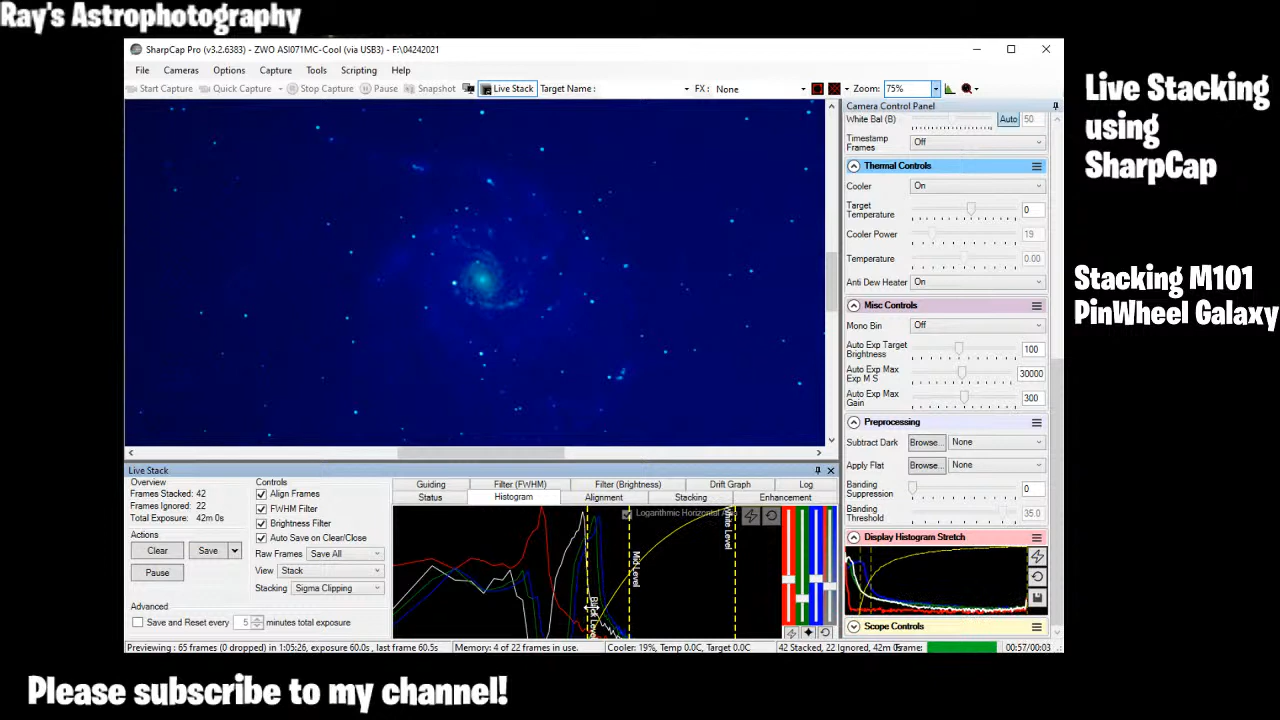 Ray's Astrophotography
SharpCap Pro (v3.2.6383) - ZWO ASI071MC-Cool (via USB3) - F:\04242021
File Cameras Options Capture Tools Scripting Help
Start Capture Quick Capture Stop Capture Pause Snapshot Live Stack Target Name : FX : None Zoom: 75%
Camera Control Panel
White Bal (B) Auto 50
Timestamp Frames Off
Thermal Controls
Cooler On
Target Temperature 0
Cooler Power 19
Temperature 0.00
Anti Dew Heater On
Misc Controls
Mono Bin Off
Auto Exp Target Brightness 100
Auto Exp Max Exp M S 30000
Auto Exp Max Gain 300
Preprocessing
Subtract Dark Browse... None
Apply Flat Browse... None
Banding Suppression 0
Banding Threshold 35.0
Display Histogram Stretch
Scope Controls
Live Stacking
using
SharpCap
Stacking M101
PinWheel Galaxy
Live Stack
Overview
Frames Stacked: 42
Frames Ignored: 22
Total Exposure: 42m 0s
Actions
Clear Save
Pause
Controls
Align Frames
FWHM Filter
Brightness Filter
Auto Save on Clear/Close
Raw Frames Save All
View Stack
Stacking Sigma Clipping
Advanced
Save and Reset every 5 minutes total exposure
Guiding Filter (FWHM) Filter (Brightness) Drift Graph Log
Status Histogram Alignment Stacking Enhancement
Logarithmic Horizontal
Black Level
Mid Level
White Level
Previewing : 65 frames (0 dropped) in 1:05:26, exposure 60.0s , last frame 60.5s Memory: 4 of 22 frames in use. Cooler: 19%, Temp 0.0C, Target 0.0C 42 Stacked, 22 Ignored, 42m 0s Frame: 00:57/00:03
Please subscribe to my channel!